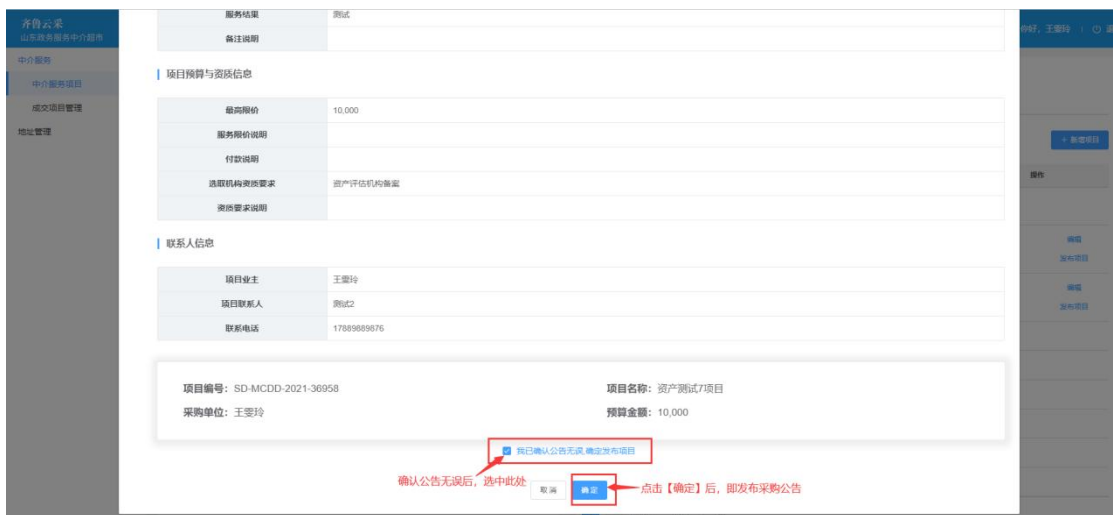 齐鲁云采
山东政务服务中介超市
你好，王雯玲
中介服务
中介服务项目
成交项目管理
地址管理
服务结果 测试
备注说明
项目预算与资质信息
最高限价 10,000
服务限价说明
付款说明
选取机构资质要求 资产评估机构备案
资质要求说明
联系人信息
项目业主 王雯玲
项目联系人 测试2
联系电话 17889889876
+ 新增项目
操作
编辑
发布项目
编辑
发布项目
项目编号：SD-MCDD-2021-36958 项目名称：资产测试7项目
采购单位：王雯玲 预算金额：10,000
我已确认公告无误,确定发布项目
确认公告无误后，选中此处
取消 确定 点击【确定】后，即发布采购公告